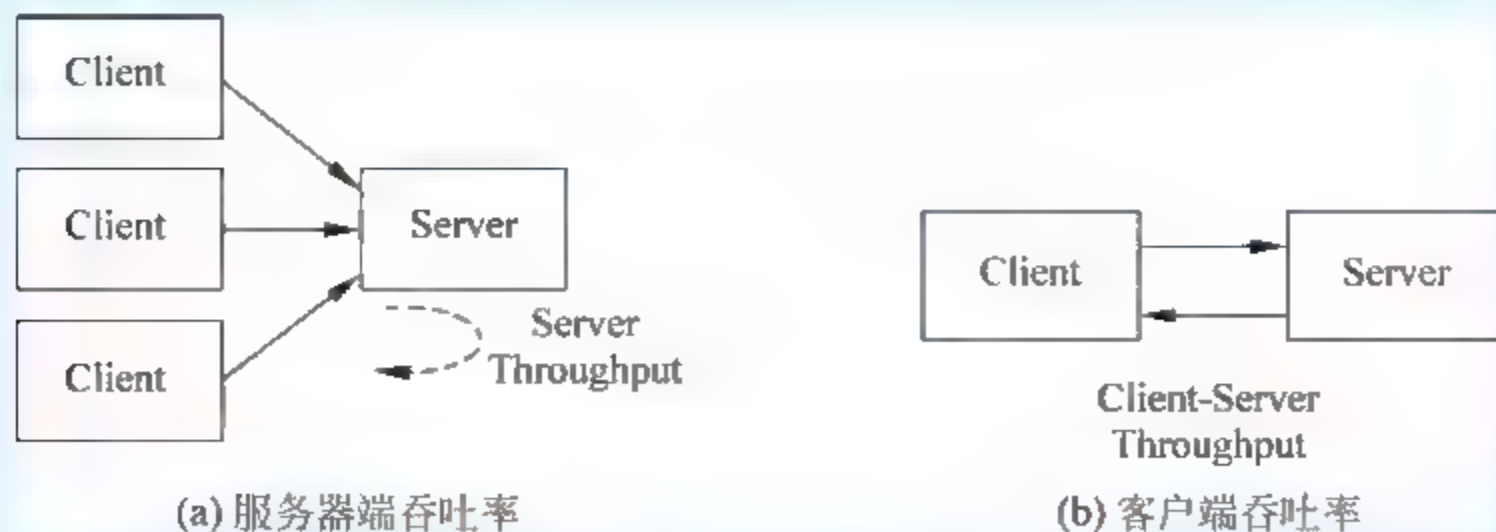 Client
Client
Client
Server
Server
Throughput
(a) 服务器端吞吐率
Client
Server
Client-Server
Throughput
(b) 客户端吞吐率